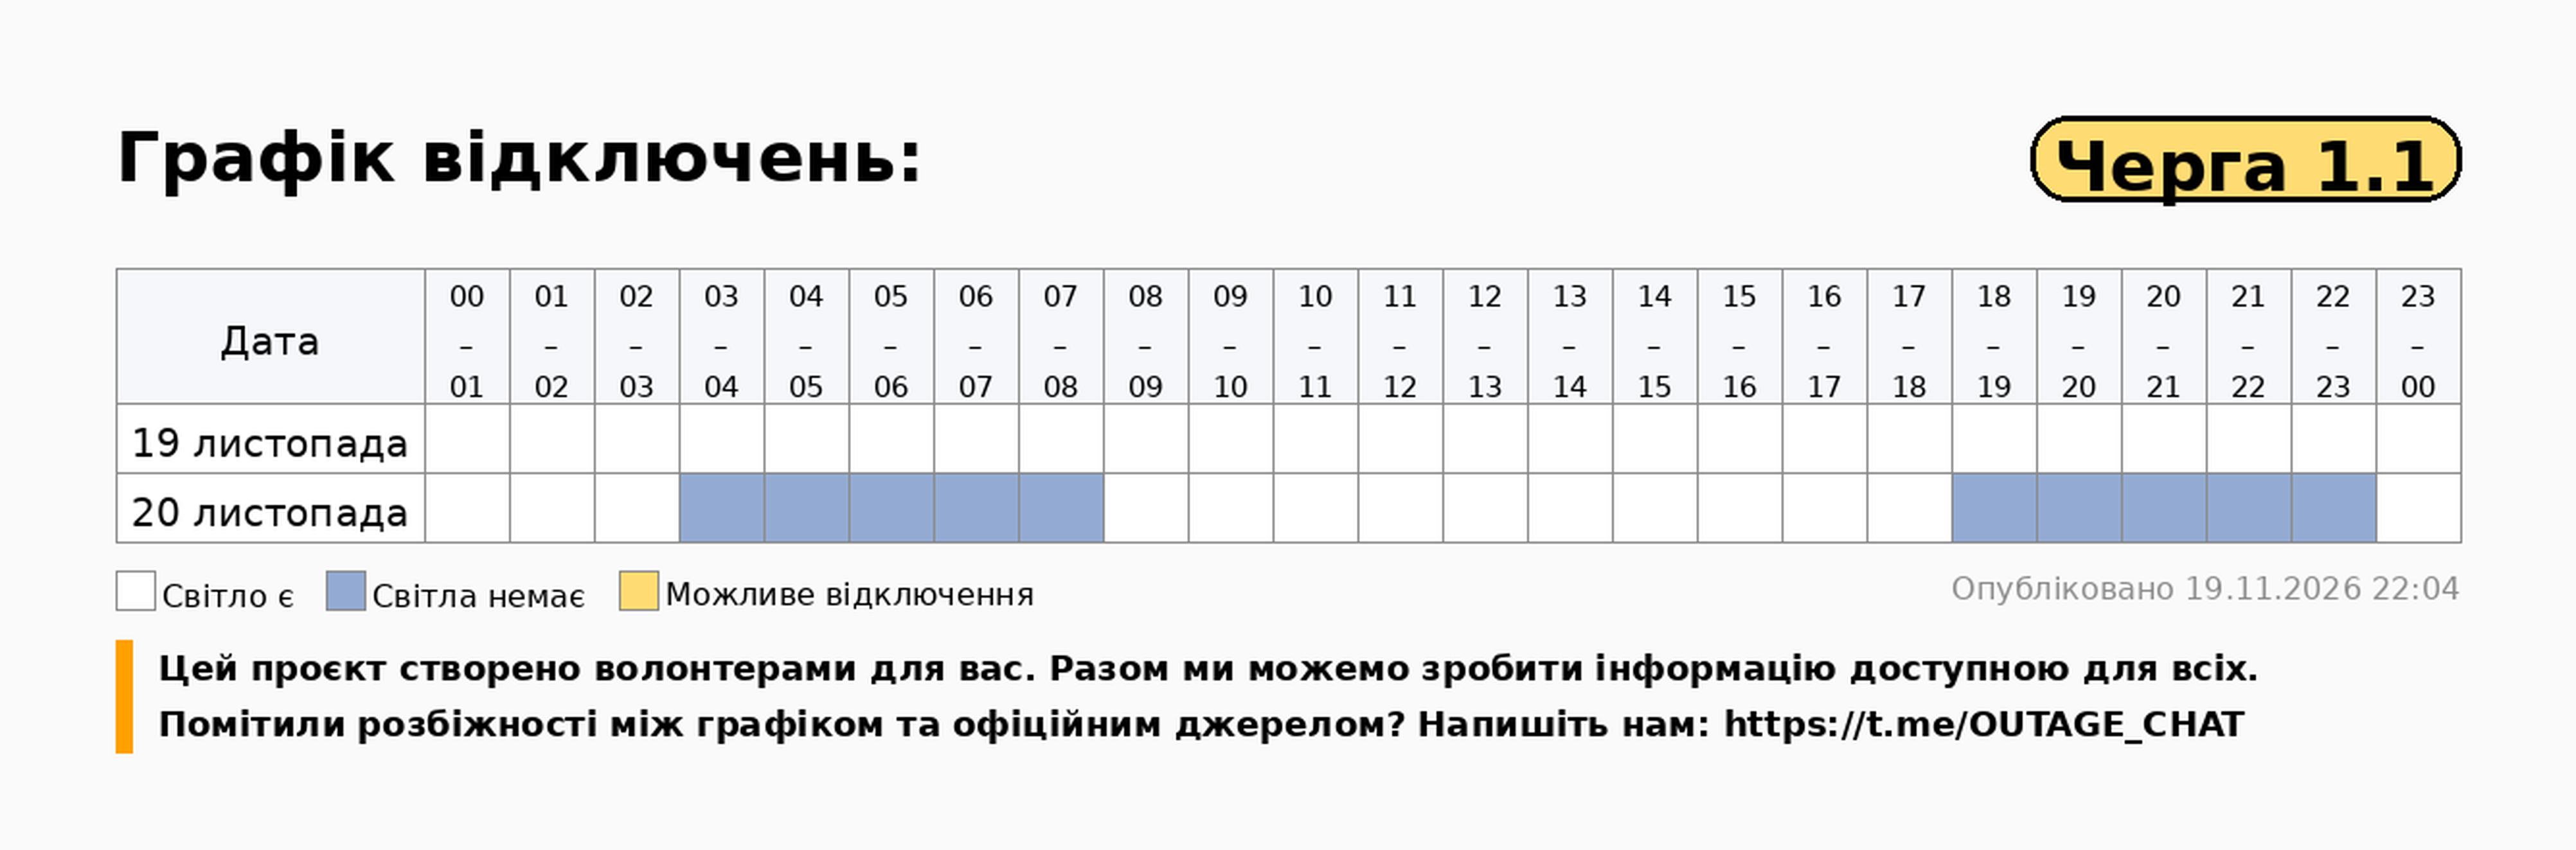 Графік відключень:
Черга 1.1
Дата 00 – 01 01 – 02 02 – 03 03 – 04 04 – 05 05 – 06 06 – 07 07 – 08 08 – 09 09 – 10 10 – 11 11 – 12 12 – 13 13 – 14 14 – 15 15 – 16 16 – 17 17 – 18 18 – 19 19 – 20 20 – 21 21 – 22 22 – 23 23 – 00
19 листопада
20 листопада
Світло є Світла немає Можливе відключення
Опубліковано 19.11.2026 22:04
Цей проєкт створено волонтерами для вас. Разом ми можемо зробити інформацію доступною для всіх.
Помітили розбіжності між графіком та офіційним джерелом? Напишіть нам: https://t.me/OUTAGE_CHAT